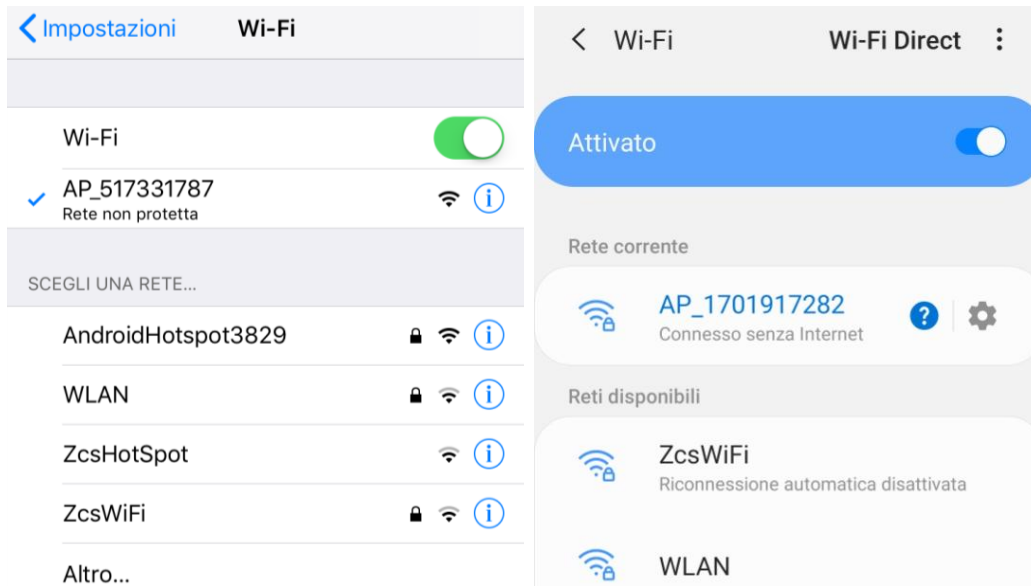 Impostazioni Wi-Fi
Wi-Fi
AP_517331787
Rete non protetta
SCEGLI UNA RETE...
AndroidHotspot3829
WLAN
ZcsHotSpot
ZcsWiFi
Altro...
Wi-Fi Wi-Fi Direct
Attivato
Rete corrente
AP_1701917282
Connesso senza Internet
Reti disponibili
ZcsWiFi
Riconnessione automatica disattivata
WLAN